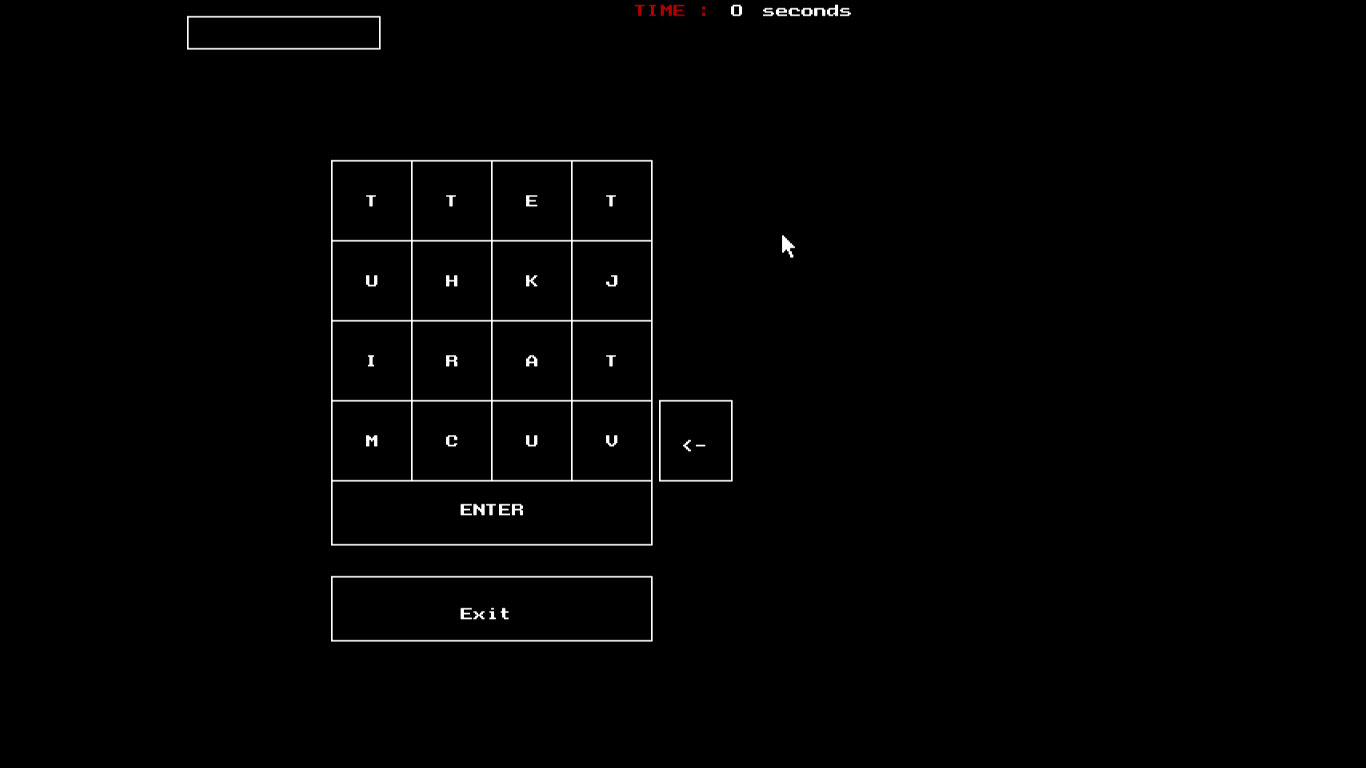 TIME : 0 seconds
T T E T
U H K J
I R A T
M C U V
<-
ENTER
Exit